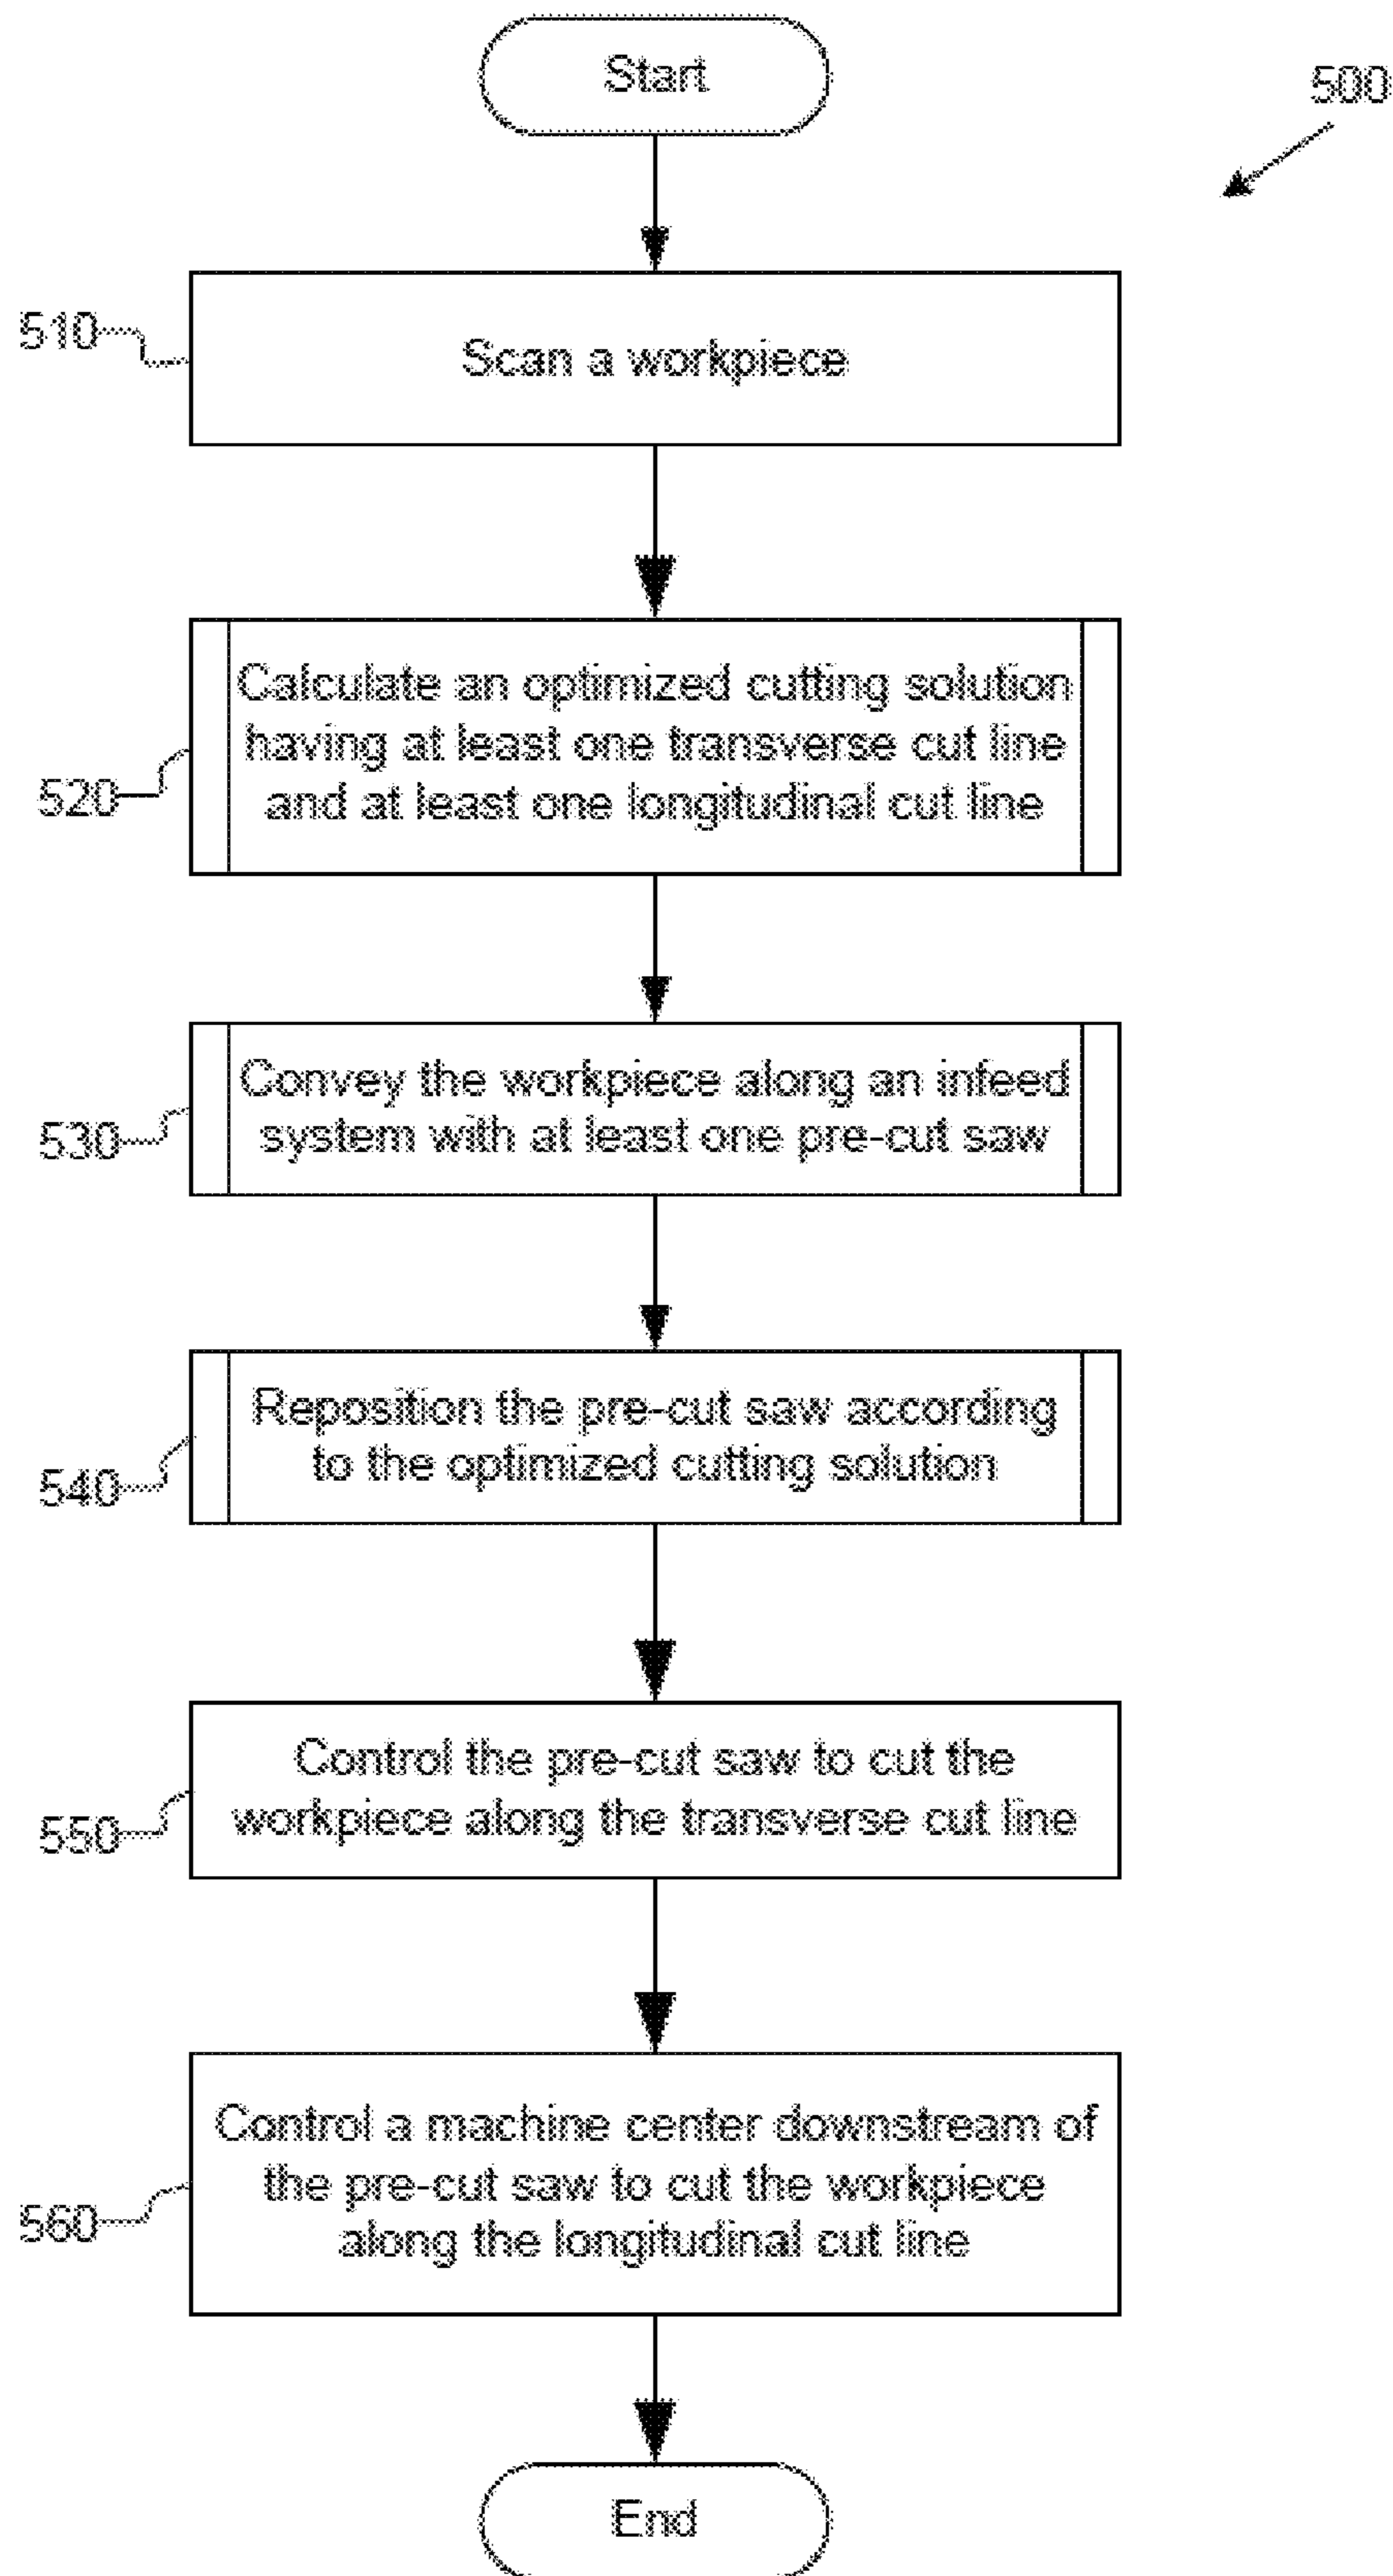 Start
500
510
Scan a workpiece
Calculate an optimized cutting solution
having at least one transverse cut line
and at least one longitudinal cut line
520
Convey the workpiece along an infeed
system with at least one pre-cut saw
530
Reposition the pre-cut saw according
to the optimized cutting solution
540
Control the pre-cut saw to cut the
workpiece along the transverse cut line
550
Control a machine center downstream of
the pre-cut saw to cut the workpiece
along the longitudinal cut line
560
End